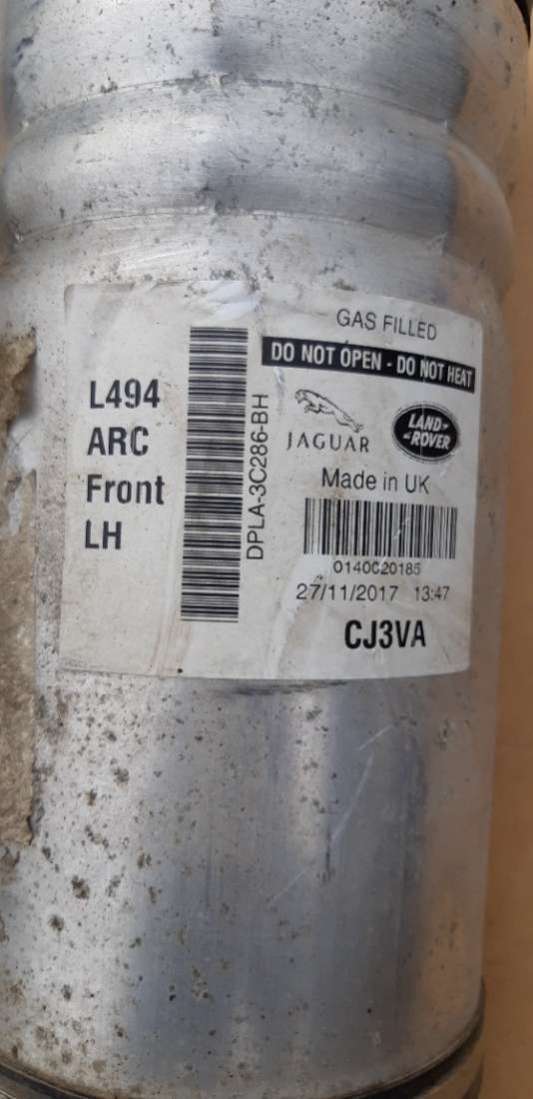 L494
ARC
Front
LH
DPLA-3C286-BH
GAS FILLED
DO NOT OPEN - DO NOT HEAT
JAGUAR
LAND-
-ROVER
Made in UK
0140C20185
27/11/2017 13:47
CJ3VA